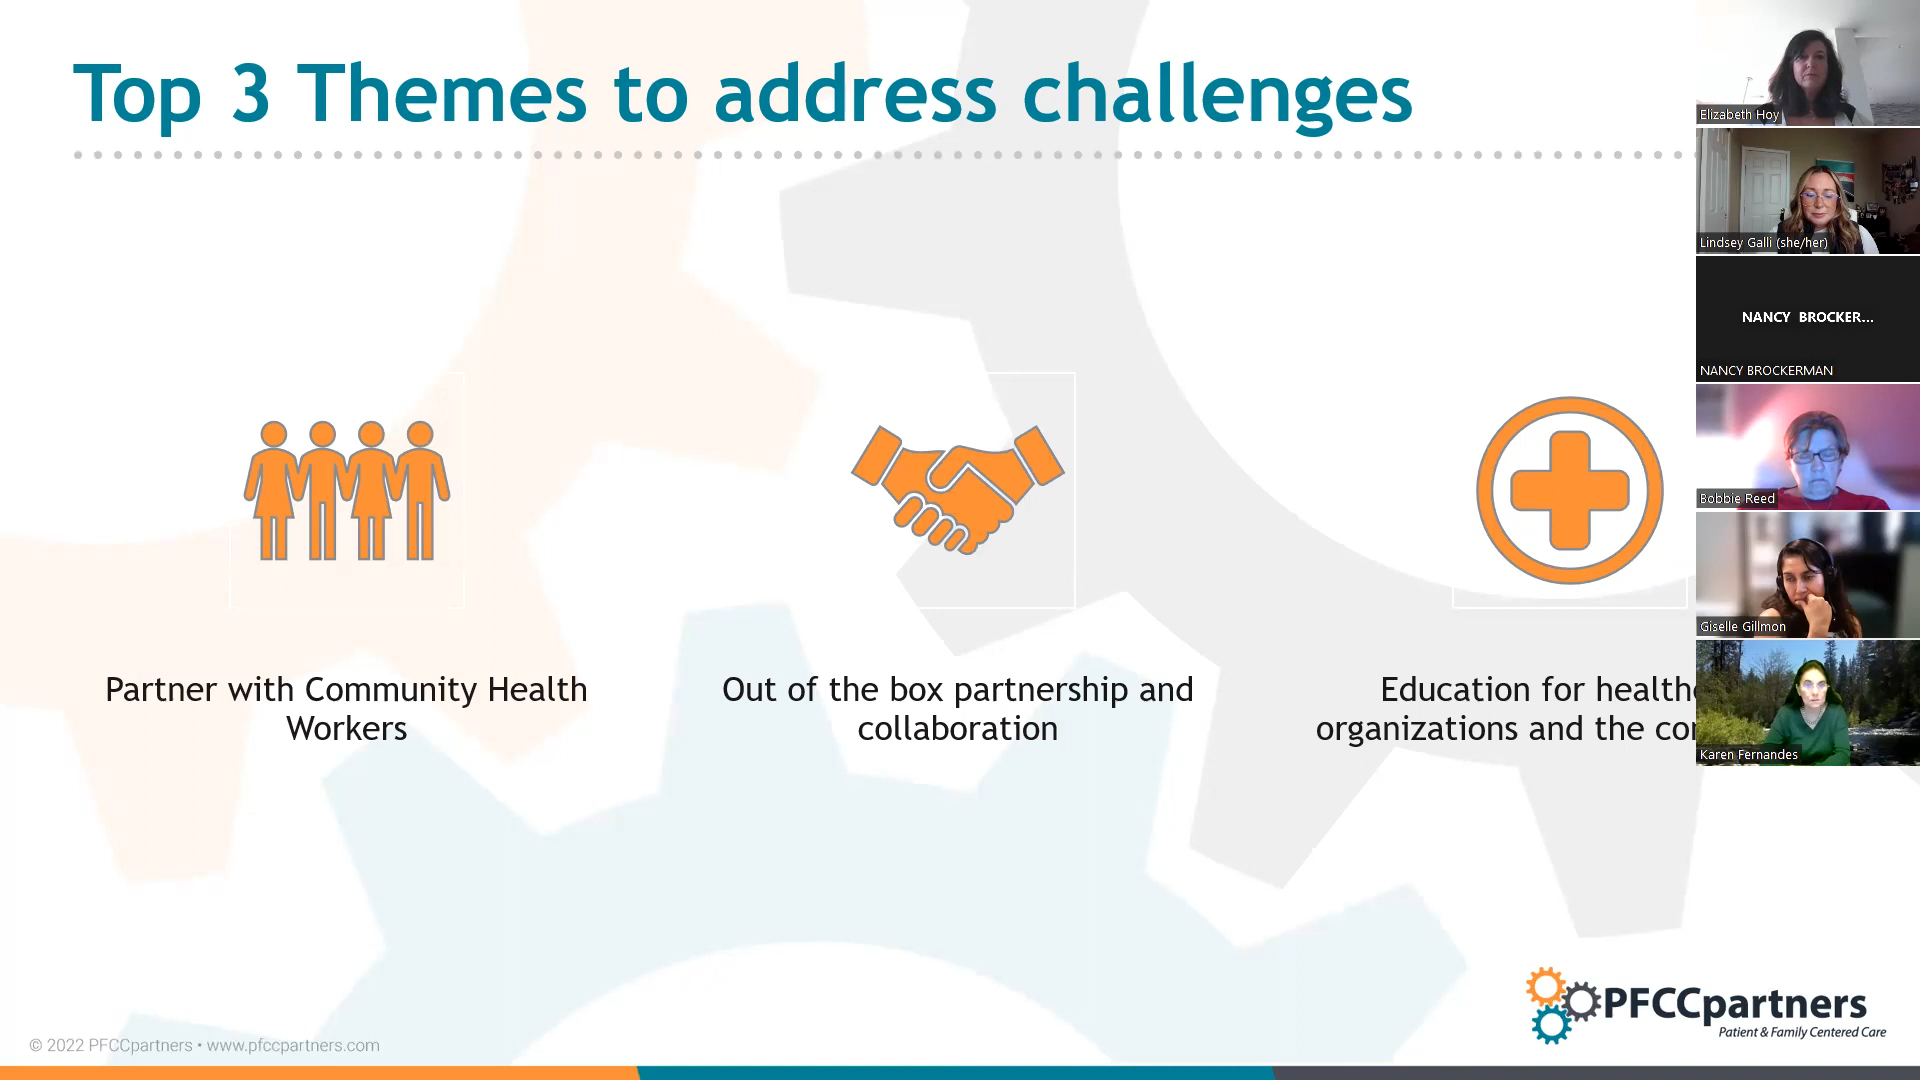 Top 3 Themes to address challenges
Partner with Community Health
Workers
Out of the box partnership and
collaboration
Education for health
organizations and the co
Elizabeth Hoy
Lindsey Galli (she/her)
NANCY BROCKER...
NANCY BROCKERMAN
Bobbie Reed
Giselle Gillmon
Karen Fernandes
PFCCpartners
Patient & Family Centered Care
© 2022 PFCCpartners • www.pfccpartners.com